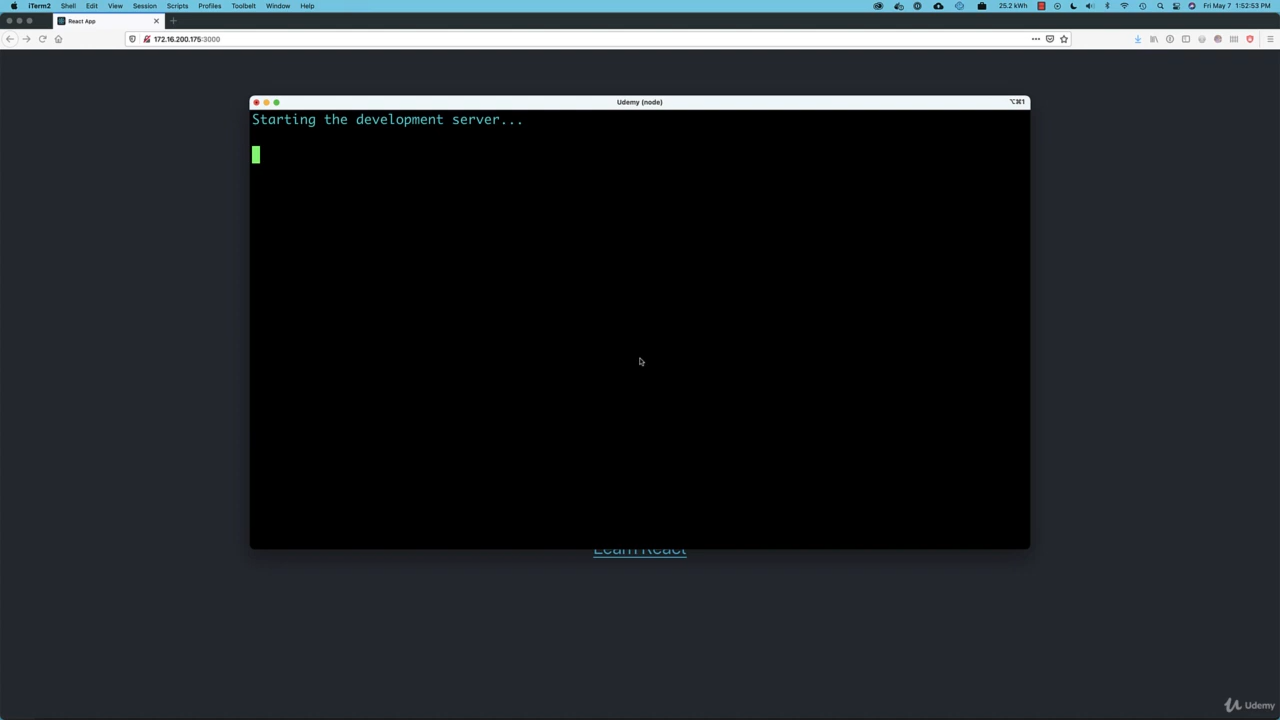 iTerm2 Shell Edit View Session Scripts Profiles Toolbelt Window Help 25.2 kWh Fri May 7 1:52:53 PM
React App
172.16.200.175:3000
Udemy (node) ⌥⌘1
Starting the development server...
Learn React
Udemy